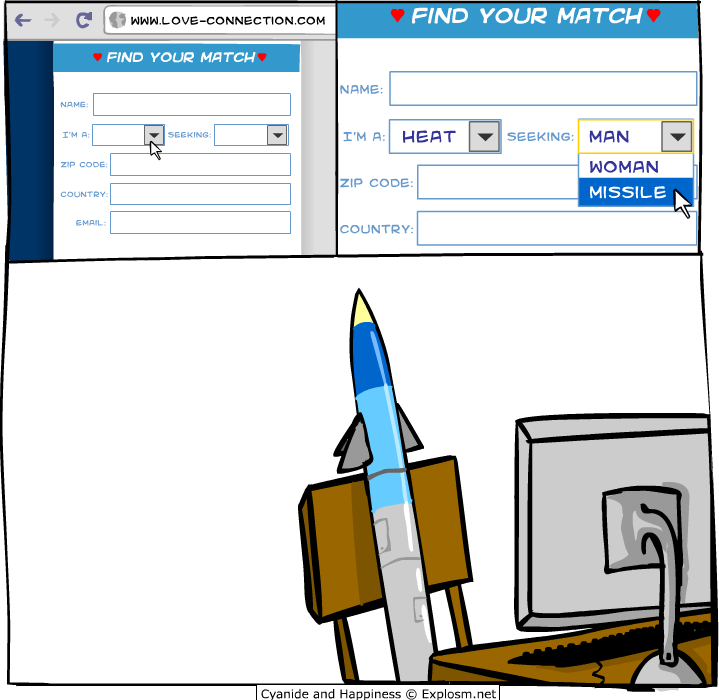 WWW.LOVE-CONNECTION.COM
FIND YOUR MATCH
NAME:
I'M A: SEEKING:
ZIP CODE:
COUNTRY:
EMAIL:
FIND YOUR MATCH
NAME:
I'M A: HEAT SEEKING: MAN
WOMAN
ZIP CODE: MISSILE
COUNTRY:
Cyanide and Happiness © Explosm.net